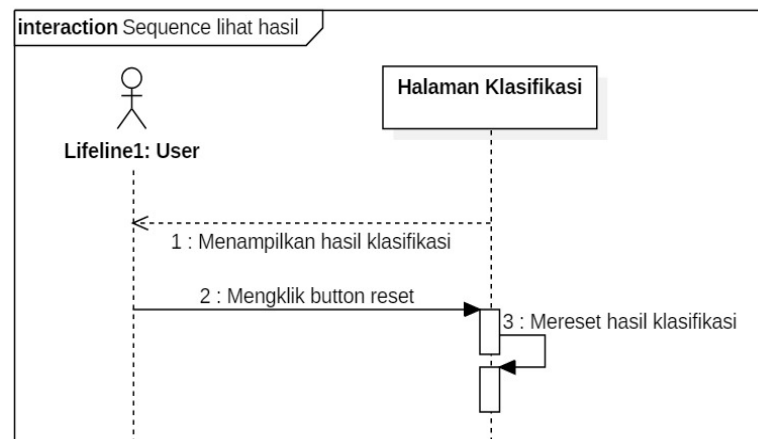 interaction Sequence lihat hasil
Halaman Klasifikasi
Lifeline1: User
1 : Menampilkan hasil klasifikasi
2 : Mengklik button reset
3 : Mereset hasil klasifikasi